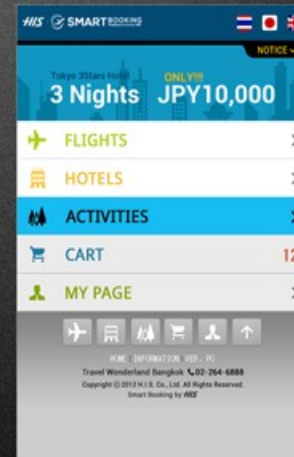 HIS SMARTBOOKING
NOTICE
Tokyo 3Stars Hotel ONLY!!!
3 Nights JPY10,000
FLIGHTS
HOTELS
ACTIVITIES
CART 12
MY PAGE
HOME | INFORMATION | VER. PC
Travel Wonderland Bangkok 02-264-6888
Copyright © 2012 H.I.S. Co., Ltd. All Rights Reserved.
Smart Booking by HIS